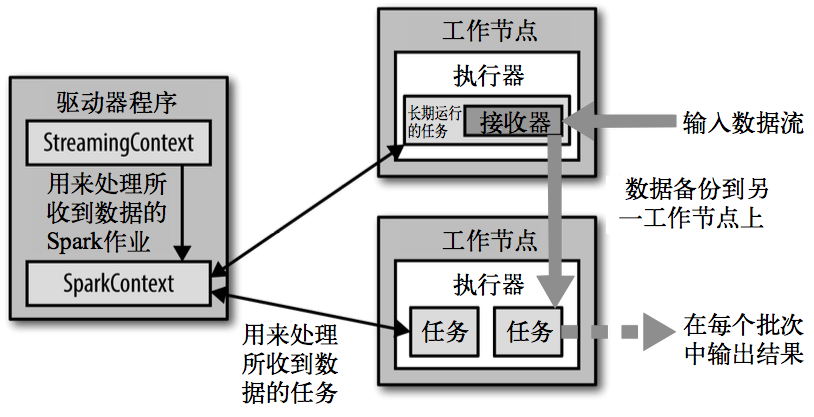 驱动器程序
StreamingContext
用来处理所
收到数据的
Spark作业
SparkContext
工作节点
执行器
长期运行
的任务
接收器
输入数据流
数据备份到另
一工作节点上
工作节点
执行器
任务
任务
在每个批次
中输出结果
用来处理
所收到数
据的任务